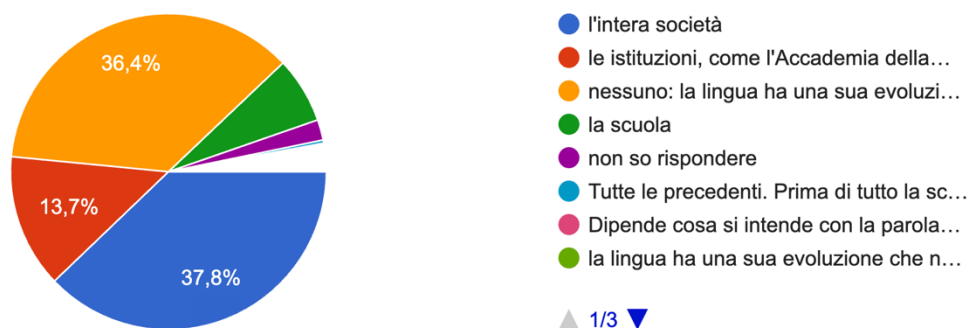 36,4%
13,7%
37,8%
l'intera società
le istituzioni, come l'Accademia della…
nessuno: la lingua ha una sua evoluzi…
la scuola
non so rispondere
Tutte le precedenti. Prima di tutto la sc…
Dipende cosa si intende con la parola…
la lingua ha una sua evoluzione che n…
1/3